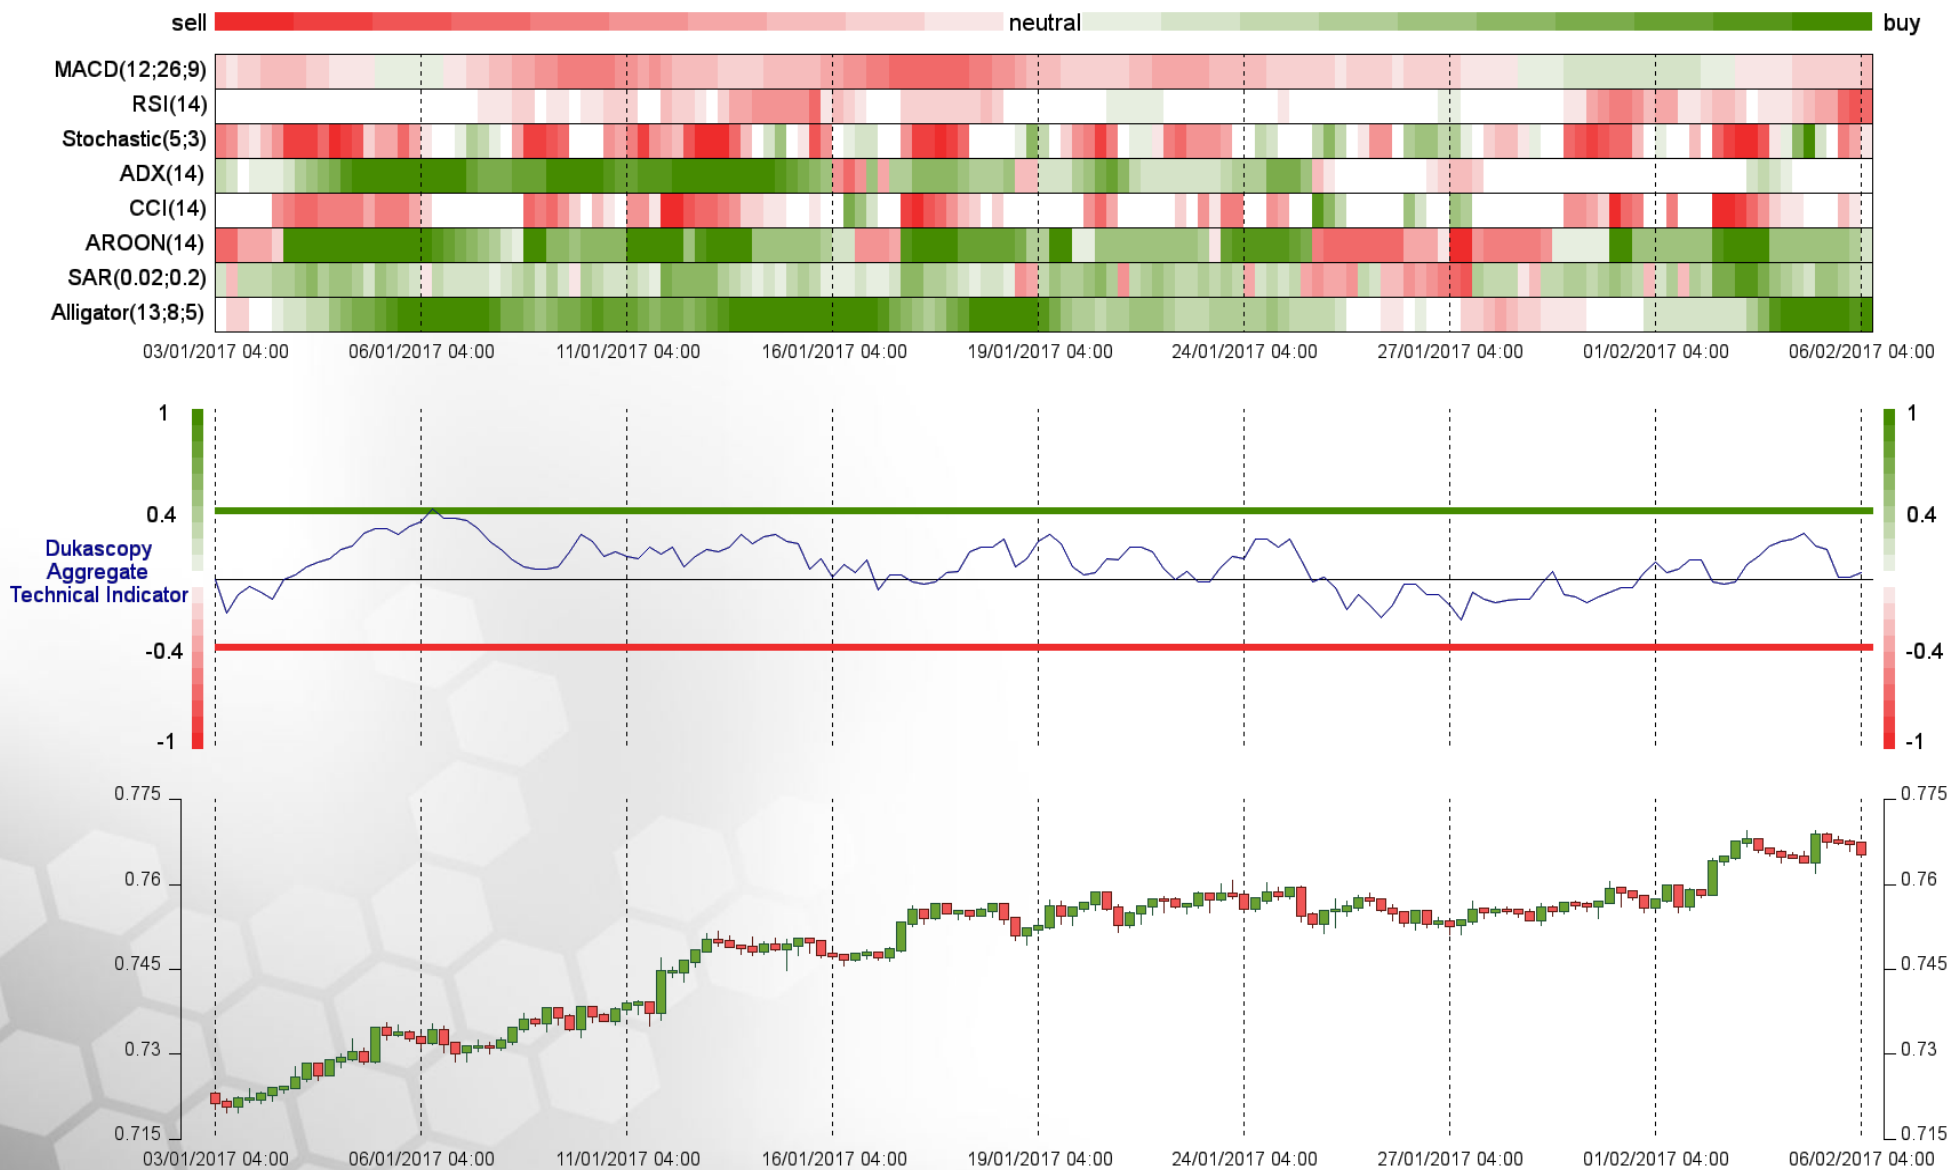 sell neutral buy
MACD(12;26;9)
RSI(14)
Stochastic(5;3)
ADX(14)
CCI(14)
AROON(14)
SAR(0.02;0.2)
Alligator(13;8;5)
03/01/2017 04:00 06/01/2017 04:00 11/01/2017 04:00 16/01/2017 04:00 19/01/2017 04:00 24/01/2017 04:00 27/01/2017 04:00 01/02/2017 04:00 06/02/2017 04:00
1 1
0.4 0.4
Dukascopy
Aggregate
Technical Indicator
-0.4 -0.4
-1 -1
0.775 0.775
0.76 0.76
0.745 0.745
0.73 0.73
0.715 0.715
03/01/2017 04:00 06/01/2017 04:00 11/01/2017 04:00 16/01/2017 04:00 19/01/2017 04:00 24/01/2017 04:00 27/01/2017 04:00 01/02/2017 04:00 06/02/2017 04:00